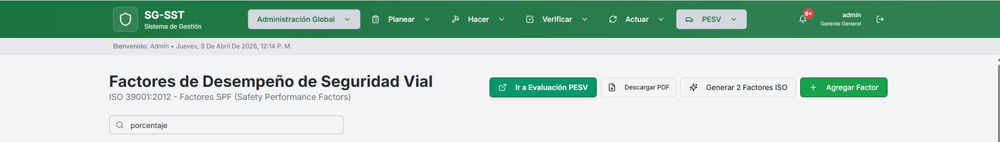 SG-SST
Sistema de Gestión
Administración Global
Planear
Hacer
Verificar
Actuar
PESV
9+
admin
Gerente General
Bienvenido: Admin • Jueves, 9 De Abril De 2026, 12:14 P. M.
Factores de Desempeño de Seguridad Vial
ISO 39001:2012 - Factores SPF (Safety Performance Factors)
Ir a Evaluación PESV
Descargar PDF
Generar 2 Factores ISO
Agregar Factor
porcentaje